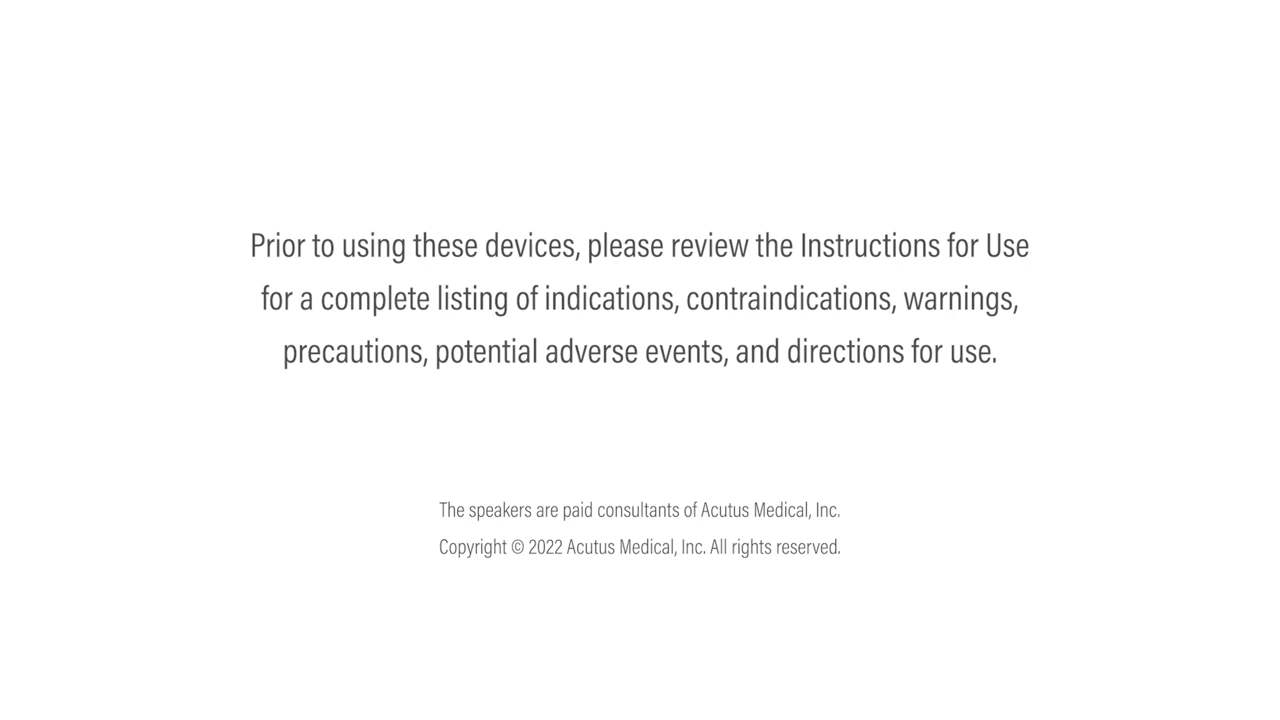 Prior to using these devices, please review the Instructions for Use
for a complete listing of indications, contraindications, warnings,
precautions, potential adverse events, and directions for use.
The speakers are paid consultants of Acutus Medical, Inc.
Copyright © 2022 Acutus Medical, Inc. All rights reserved.